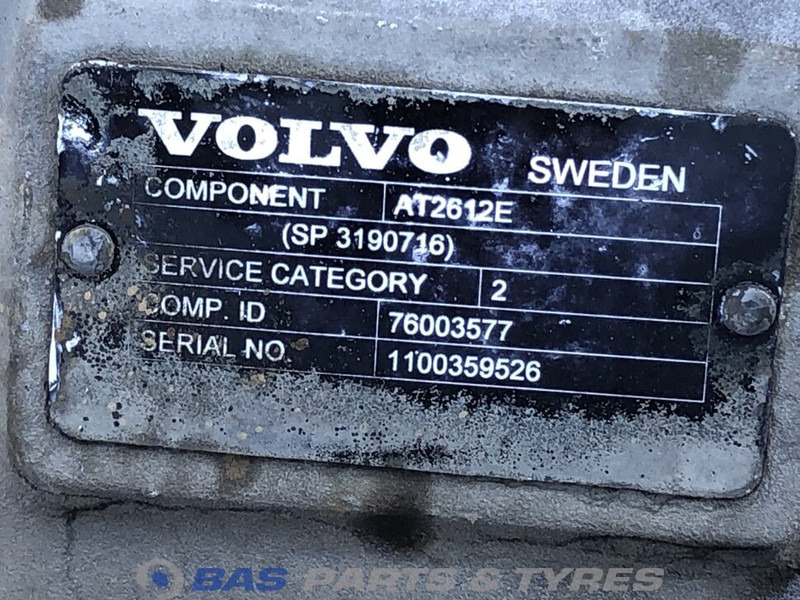 VOLVO SWEDEN
COMPONENT AT2612E
(SP 3190716)
SERVICE CATEGORY 2
COMP. ID 76003577
SERIAL NO. 1100359526
BAS PARTS & TYRES